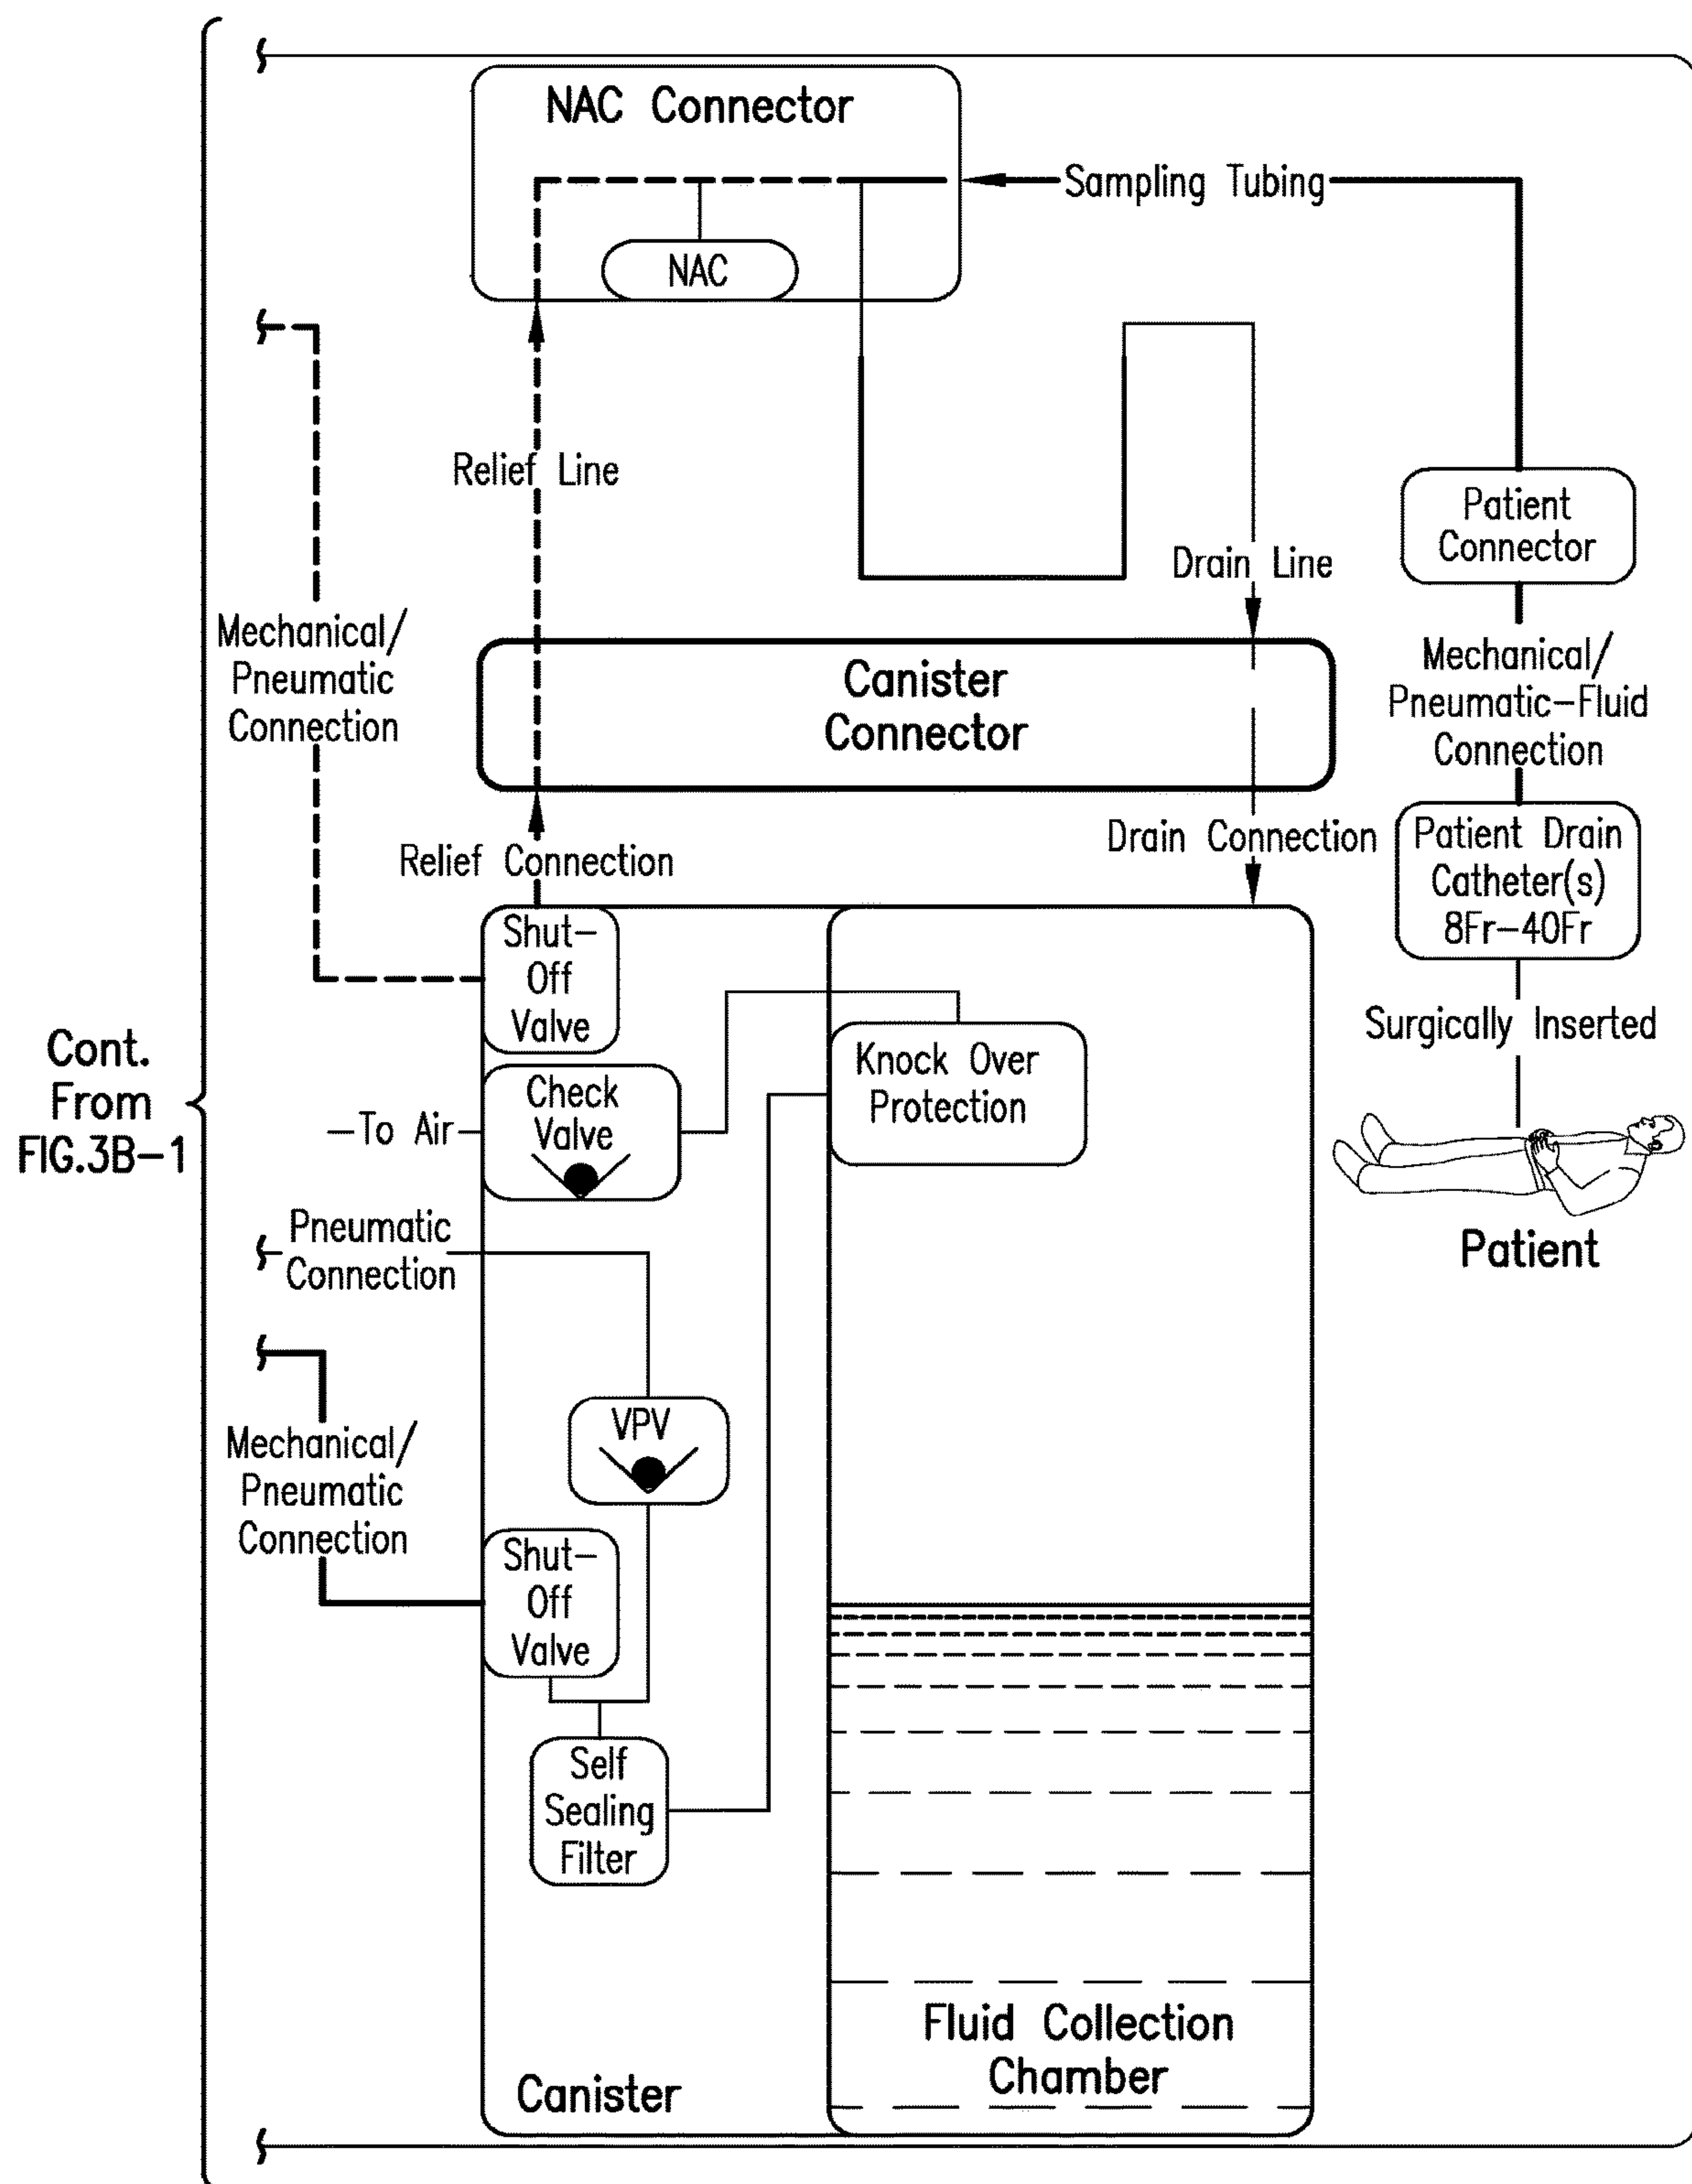 NAC Connector
Sampling Tubing
NAC
Relief Line
Patient
Connector
Drain Line
Mechanical/
Pneumatic
Connection
Canister
Connector
Mechanical/
Pneumatic-Fluid
Connection
Relief Connection
Drain Connection
Patient Drain
Catheter(s)
8Fr-40Fr
Shut-
Off
Valve
Surgically Inserted
Cont.
From
FIG.3B-1
To Air
Check
Valve
Knock Over
Protection
Patient
Pneumatic
Connection
VPV
Mechanical/
Pneumatic
Connection
Shut-
Off
Valve
Self
Sealing
Filter
Canister
Fluid Collection
Chamber